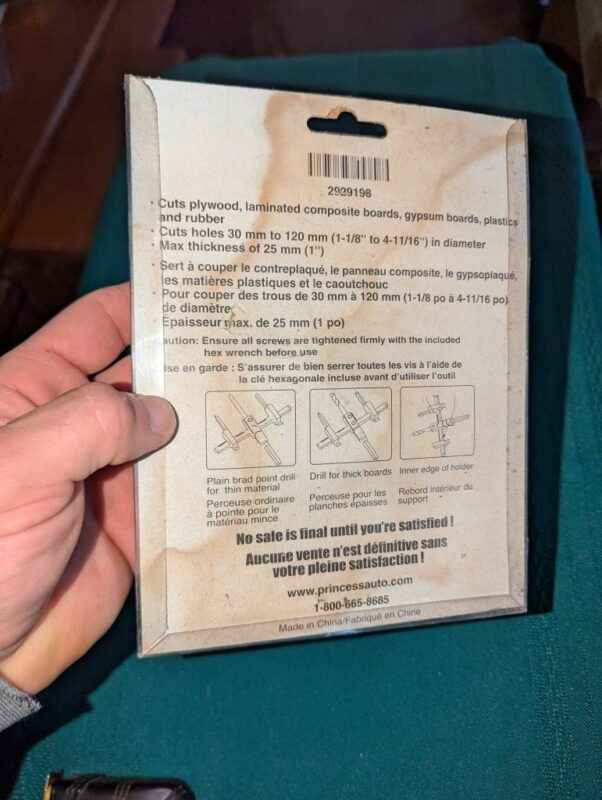 2929198
· Cuts plywood, laminated composite boards, gypsum boards, plastics
and rubber
· Cuts holes 30 mm to 120 mm (1-1/8" to 4-11/16") in diameter
· Max thickness of 25 mm (1")
· Sert à couper le contreplaqué, le panneau composite, le gypsoplaqué,
les matières plastiques et le caoutchouc
· Pour couper des trous de 30 mm à 120 mm (1-1/8 po à 4-11/16 po)
de diamètre
· Épaisseur max. de 25 mm (1 po)
aution: Ensure all screws are tightened firmly with the included
hex wrench before use
ise en garde : S'assurer de bien serrer toutes les vis à l'aide de
la clé hexagonale incluse avant d'utiliser l'outil
Plain brad point drill
for thin material
Perceuse ordinaire
à pointe pour le
matériau mince
Drill for thick boards
Perceuse pour les
planches épaisses
Inner edge of holder
Rebord intérieur du
support
No sale is final until you're satisfied !
Aucune vente n'est définitive sans
votre pleine satisfaction !
www.princessauto.com
1-800-665-8685
Made in China/Fabriqué en Chine